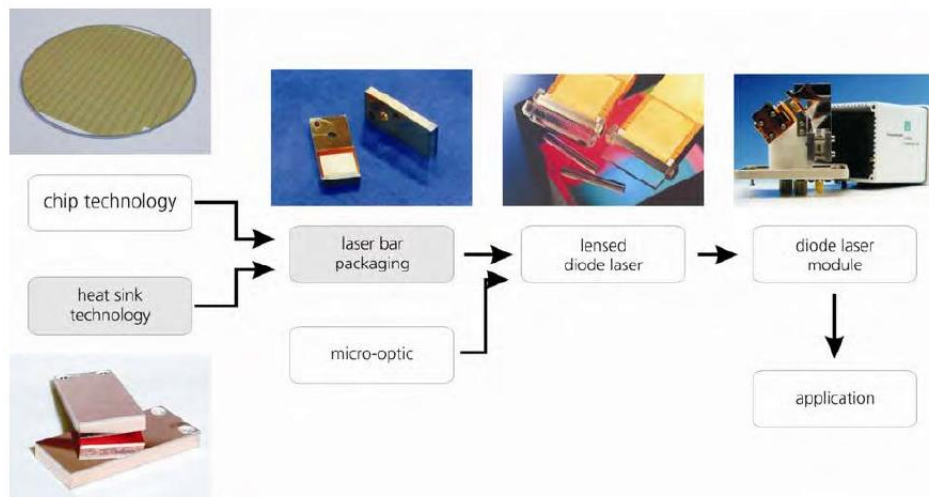 chip technology
laser bar
packaging
lensed
diode laser
diode laser
module
heat sink
technology
micro-optic
application